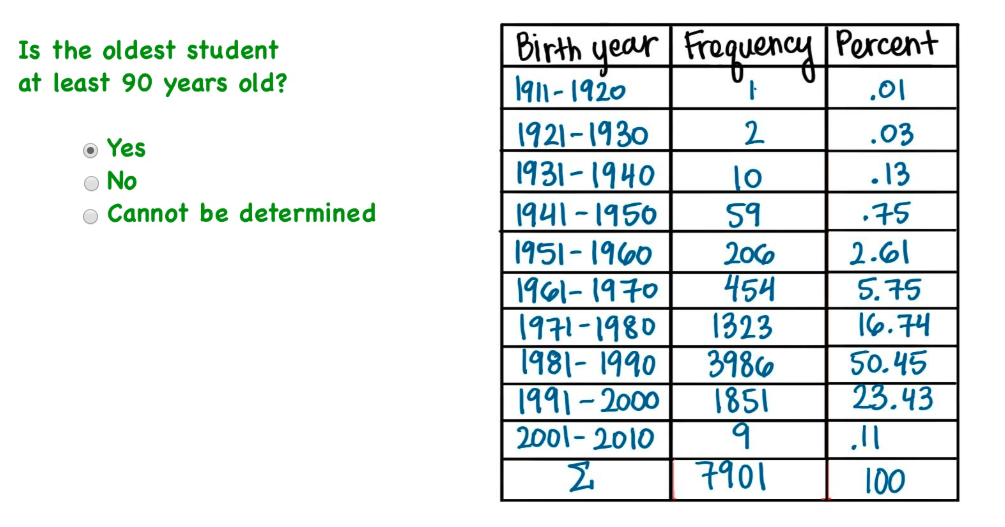 Is the oldest student
at least 90 years old?
Yes
No
Cannot be determined
Birth year Frequency Percent
1911-1920 1 .01
1921-1930 2 .03
1931-1940 10 .13
1941-1950 59 .75
1951-1960 206 2.61
1961-1970 454 5.75
1971-1980 1323 16.74
1981-1990 3986 50.45
1991-2000 1851 23.43
2001-2010 9 .11
Σ 7901 100